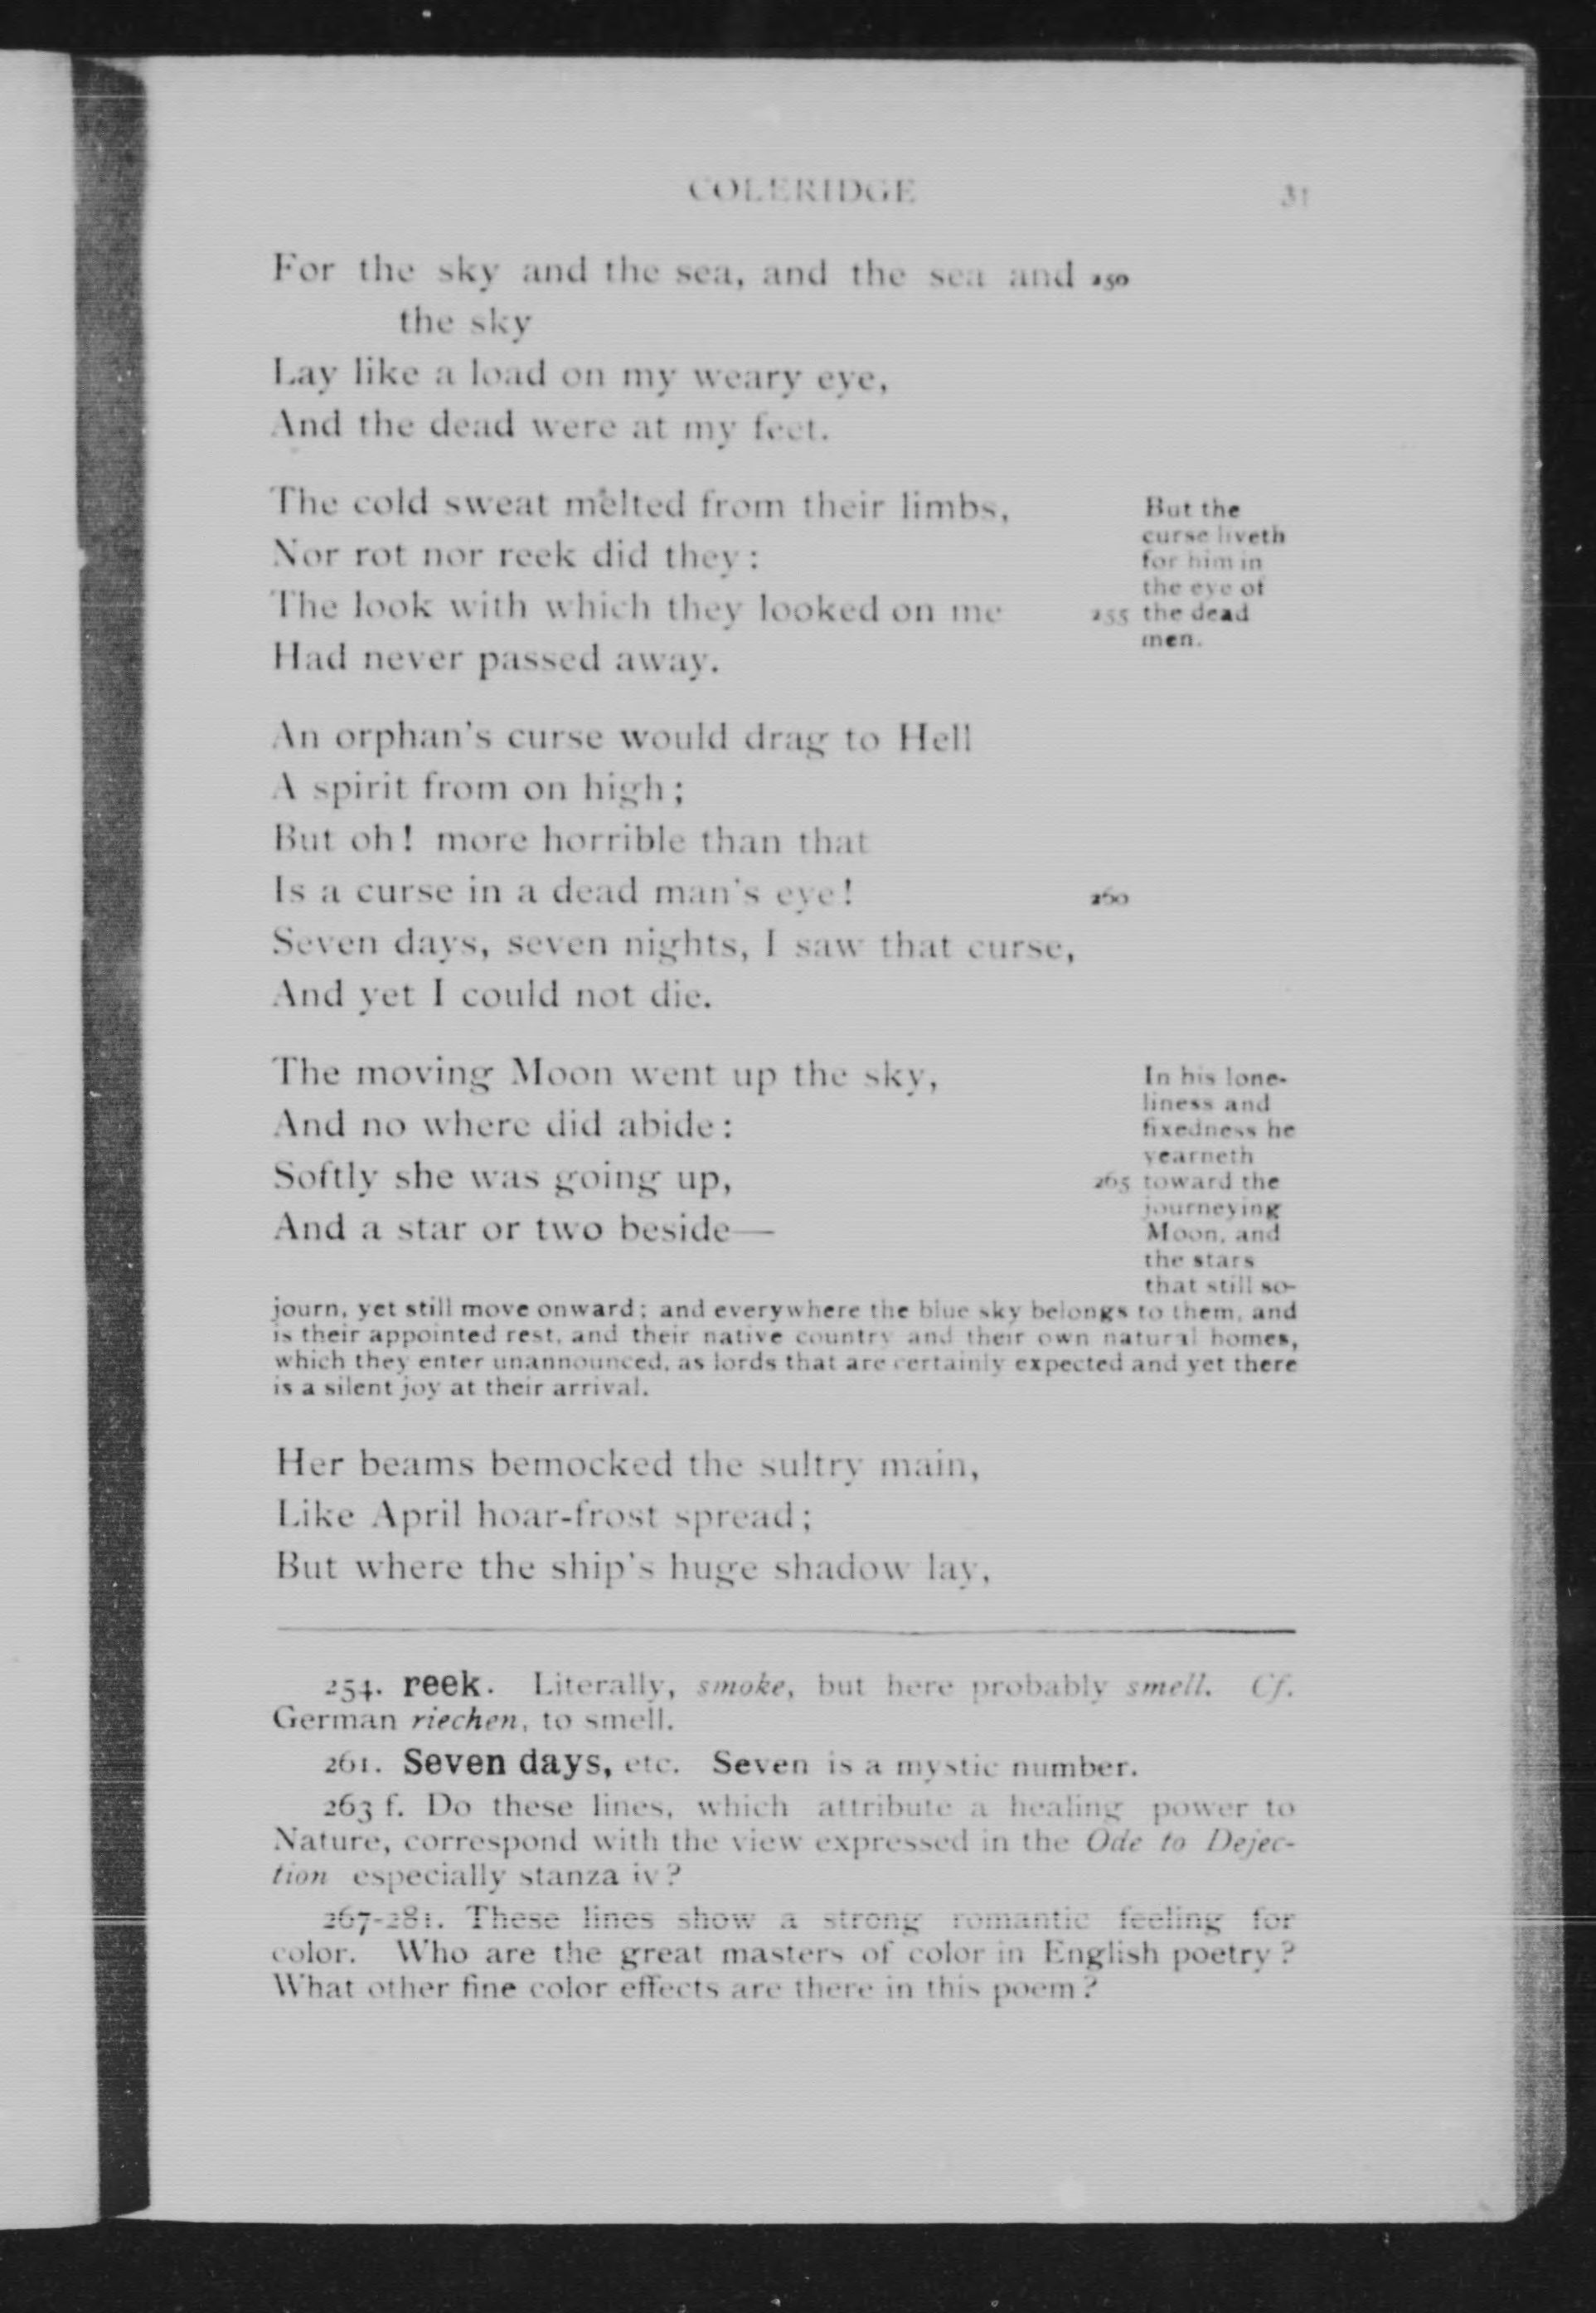 COLERIDGE 31
For the sky and the sea, and the sea and 250
the sky
Lay like a load on my weary eye,
And the dead were at my feet.
The cold sweat melted from their limbs,
Nor rot nor reek did they:
The look with which they looked on me 255
Had never passed away.
But the
curse liveth
for him in
the eye of
the dead
men.
An orphan's curse would drag to Hell
A spirit from on high;
But oh! more horrible than that
Is a curse in a dead man's eye! 260
Seven days, seven nights, I saw that curse,
And yet I could not die.
The moving Moon went up the sky,
And no where did abide:
Softly she was going up, 265
And a star or two beside—
In his lone-
liness and
fixedness he
yearneth
toward the
journeying
Moon, and
the stars
that still so-
journ, yet still move onward; and everywhere the blue sky belongs to them, and
is their appointed rest, and their native country and their own natural homes,
which they enter unannounced, as lords that are certainly expected and yet there
is a silent joy at their arrival.
Her beams bemocked the sultry main,
Like April hoar-frost spread;
But where the ship's huge shadow lay,
254. reek. Literally, smoke, but here probably smell. Cf.
German riechen, to smell.
261. Seven days, etc. Seven is a mystic number.
263 f. Do these lines, which attribute a healing power to
Nature, correspond with the view expressed in the Ode to Dejec-
tion especially stanza iv?
267-281. These lines show a strong romantic feeling for
color. Who are the great masters of color in English poetry?
What other fine color effects are there in this poem?